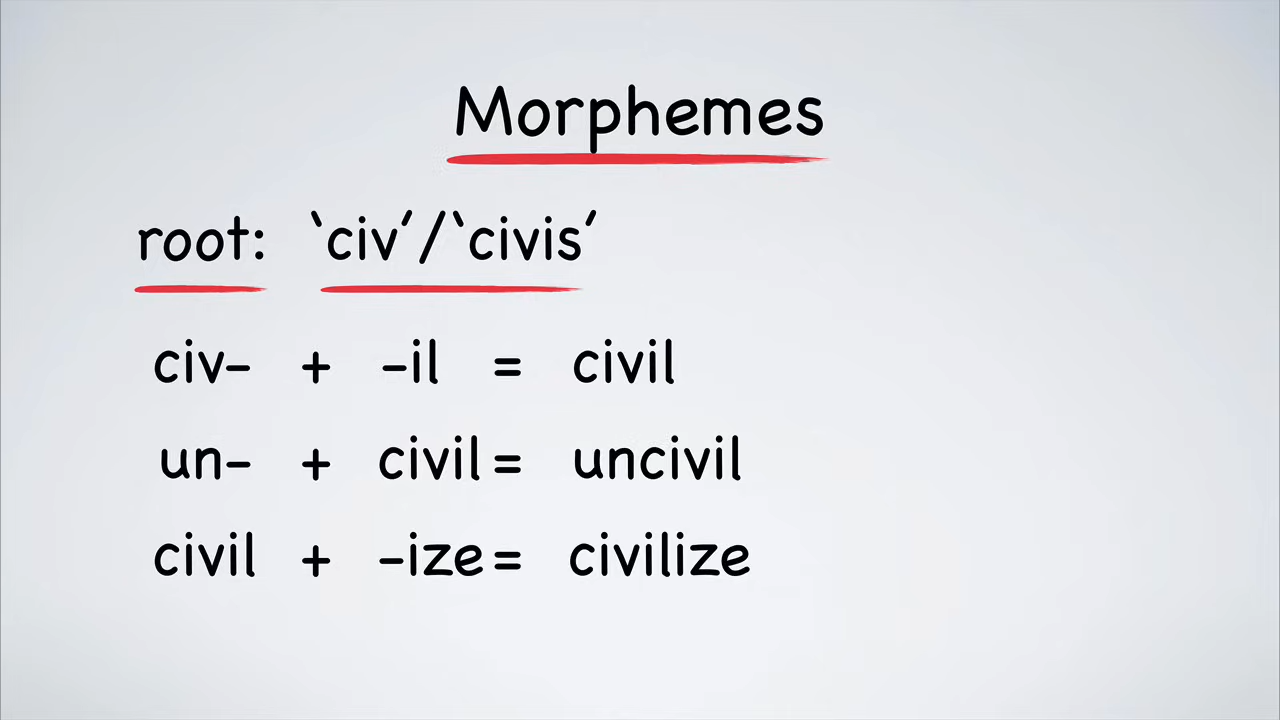 Morphemes
root: ‘civ’/‘civis’
civ- + -il = civil
un- + civil = uncivil
civil + -ize = civilize